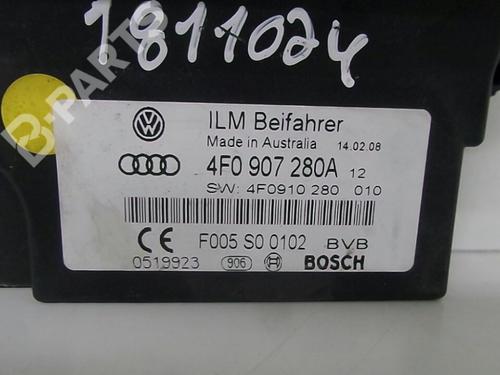 1811024
ILM Beifahrer
Made in Australia 14.02.08
4F0 907 280A 12
SW: 4F0910 280 010
F005 S0 0102 BVB
CE
0519923 906 BOSCH
B-Parts